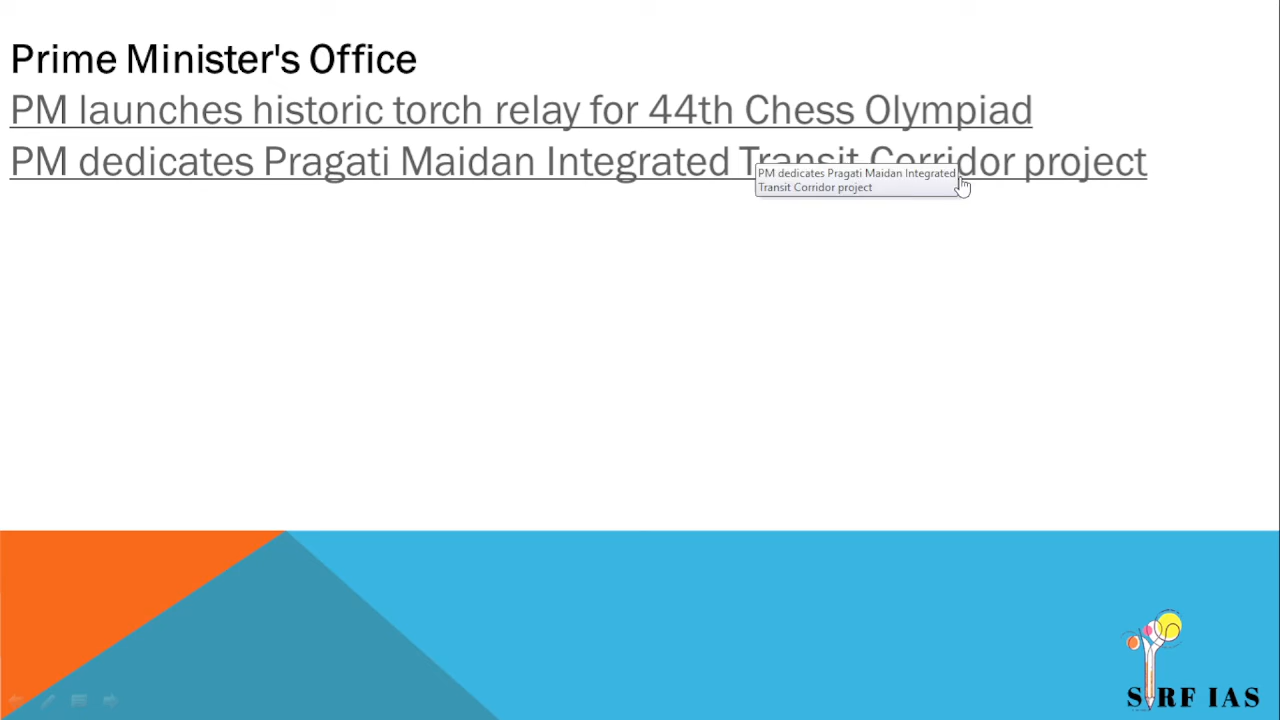 Prime Minister's Office
PM launches historic torch relay for 44th Chess Olympiad
PM dedicates Pragati Maidan Integrated Transit Corridor project
PM dedicates Pragati Maidan Integrated
Transit Corridor project
SIRF IAS